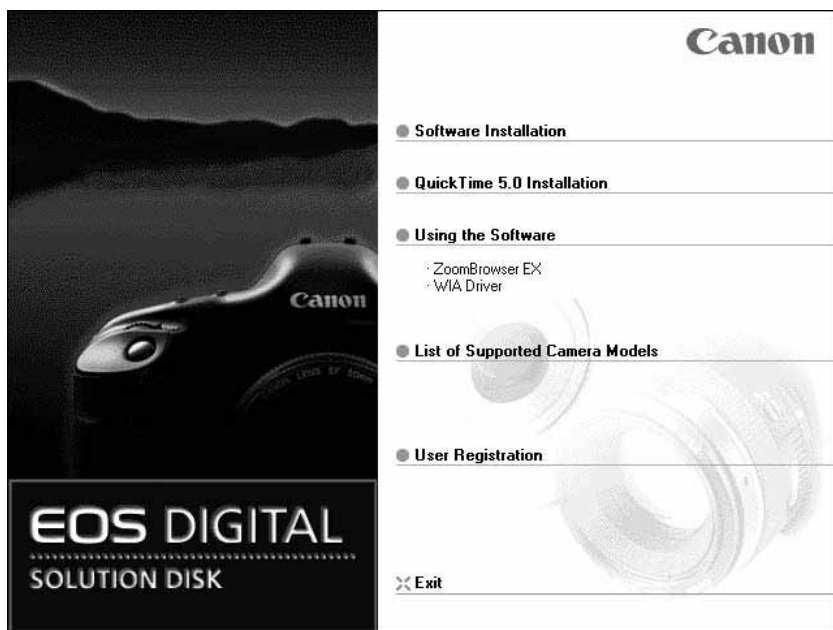 Canon
Software Installation
QuickTime 5.0 Installation
Using the Software
· ZoomBrowser EX
· WIA Driver
List of Supported Camera Models
User Registration
Exit
Canon
EOS DIGITAL
SOLUTION DISK